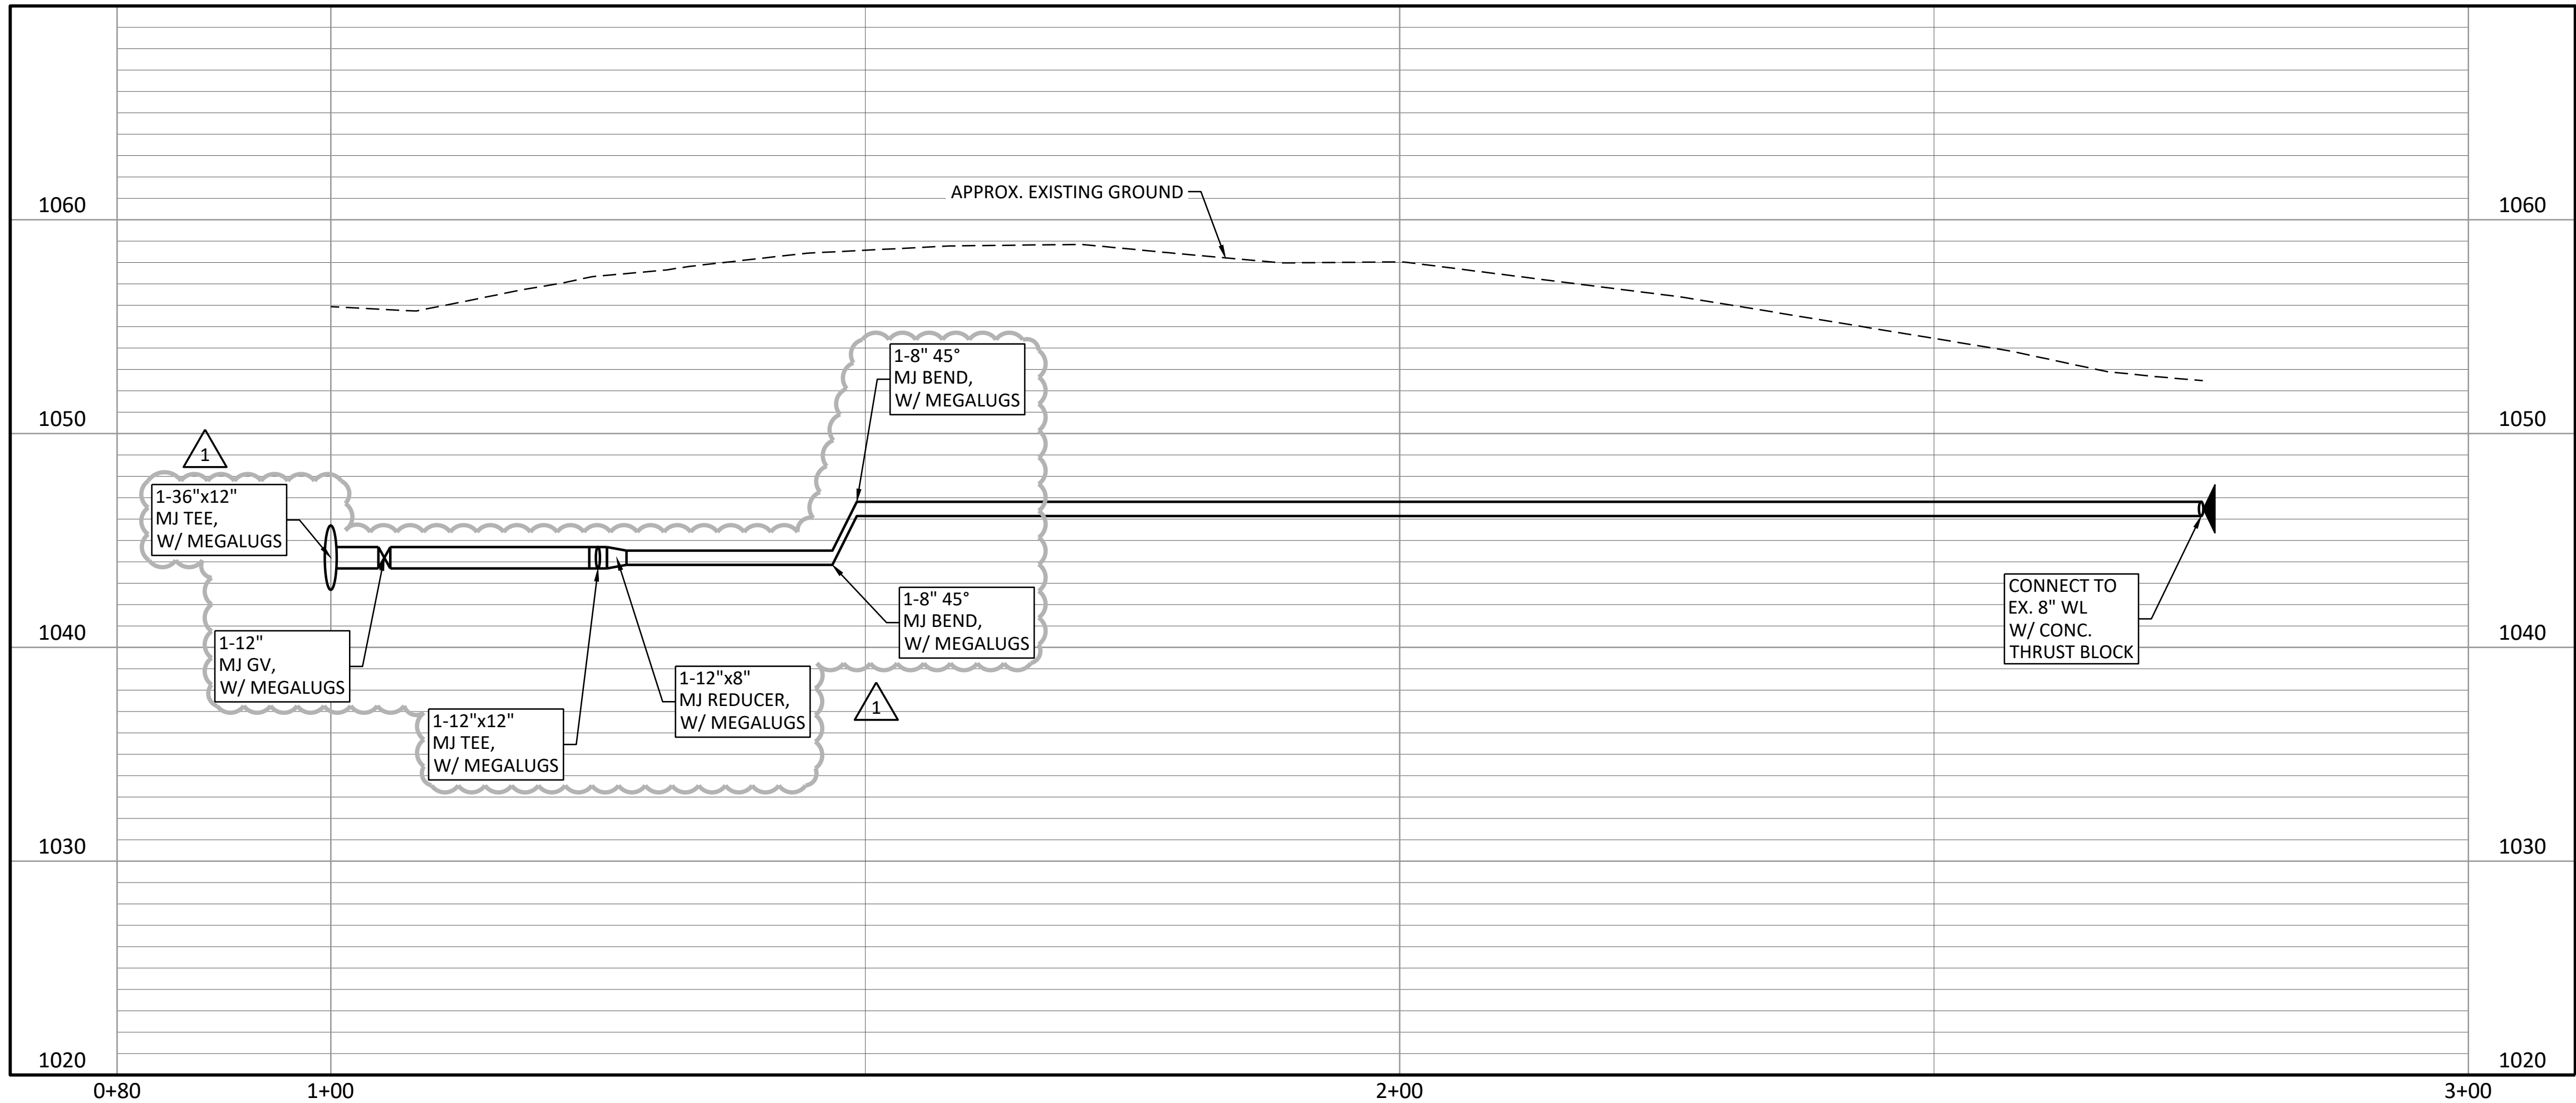 APPROX. EXISTING GROUND
1060
1060
1-8" 45°
MJ BEND,
W/ MEGALUGS
1050
1050
1
1-36"x12"
MJ TEE,
W/ MEGALUGS
1-8" 45°
MJ BEND,
W/ MEGALUGS
CONNECT TO
EX. 8" WL
W/ CONC.
THRUST BLOCK
1040
1040
1-12"
MJ GV,
W/ MEGALUGS
1-12"x8"
MJ REDUCER,
W/ MEGALUGS
1
1-12"x12"
MJ TEE,
W/ MEGALUGS
1030
1030
1020
1020
0+80
1+00
2+00
3+00